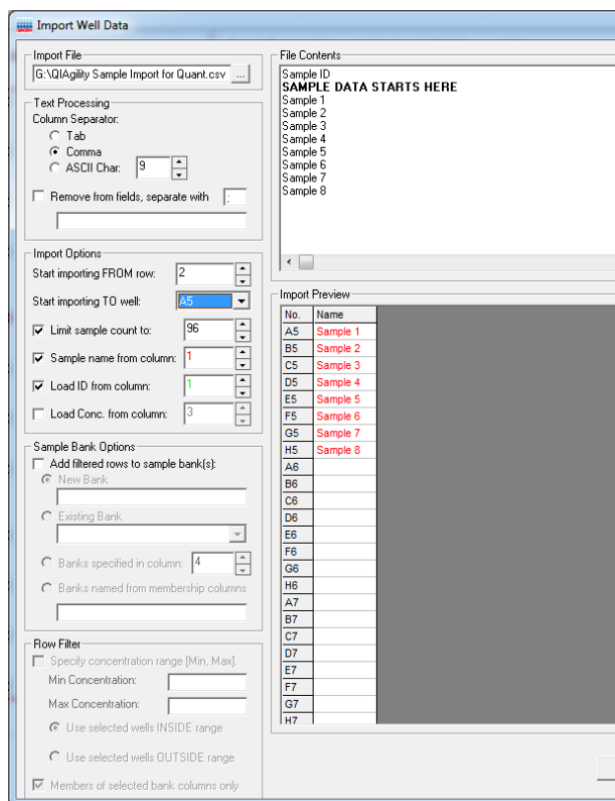 Import Well Data
Import File
G:\QIAgility Sample Import for Quant.csv ...
Text Processing
Column Separator:
Tab
Comma
ASCII Char: 9
Remove from fields, separate with ;
Import Options
Start importing FROM row: 2
Start importing TO well: A5
Limit sample count to: 96
Sample name from column: 1
Load ID from column: 1
Load Conc. from column: 3
Sample Bank Options
Add filtered rows to sample bank(s):
New Bank
Existing Bank
Banks specified in column: 4
Banks named from membership columns
Row Filter
Specify concentration range [Min, Max].
Min Concentration:
Max Concentration:
Use selected wells INSIDE range
Use selected wells OUTSIDE range
Members of selected bank columns only
File Contents
Sample ID
SAMPLE DATA STARTS HERE
Sample 1
Sample 2
Sample 3
Sample 4
Sample 5
Sample 6
Sample 7
Sample 8
Import Preview
No. Name
A5 Sample 1
B5 Sample 2
C5 Sample 3
D5 Sample 4
E5 Sample 5
F5 Sample 6
G5 Sample 7
H5 Sample 8
A6
B6
C6
D6
E6
F6
G6
H6
A7
B7
C7
D7
E7
F7
G7
H7